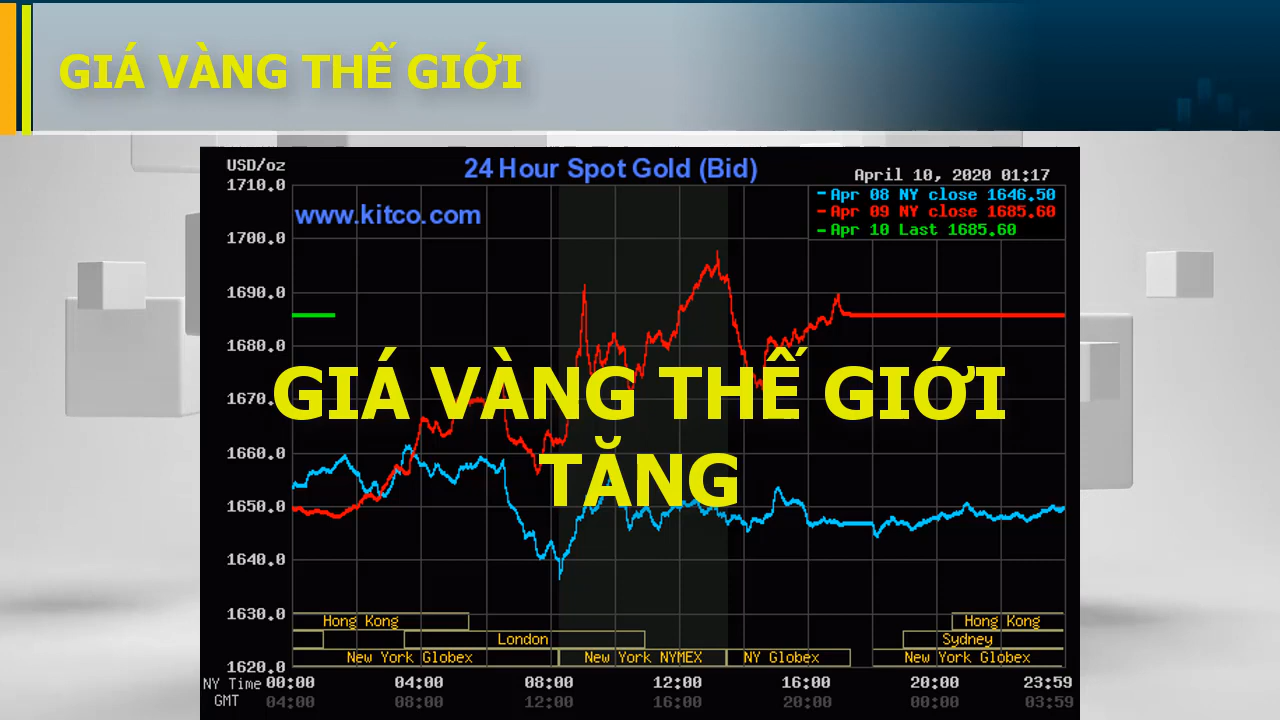 GIÁ VÀNG THẾ GIỚI
USD/oz
24 Hour Spot Gold (Bid)
April 10, 2020 01:17
www.kitco.com
Apr 08 NY close 1646.50
Apr 09 NY close 1685.60
Apr 10 Last 1685.60
1710.0
1700.0
1690.0
1680.0
1670.0
1660.0
1650.0
1640.0
1630.0
1620.0
GIÁ VÀNG THẾ GIỚI
TĂNG
Hong Kong
Hong Kong
London
Sydney
New York Globex
New York NYMEX
NY Globex
New York Globex
NY Time 00:00 04:00 08:00 12:00 16:00 20:00 23:59
GMT 04:00 08:00 12:00 16:00 20:00 00:00 03:59